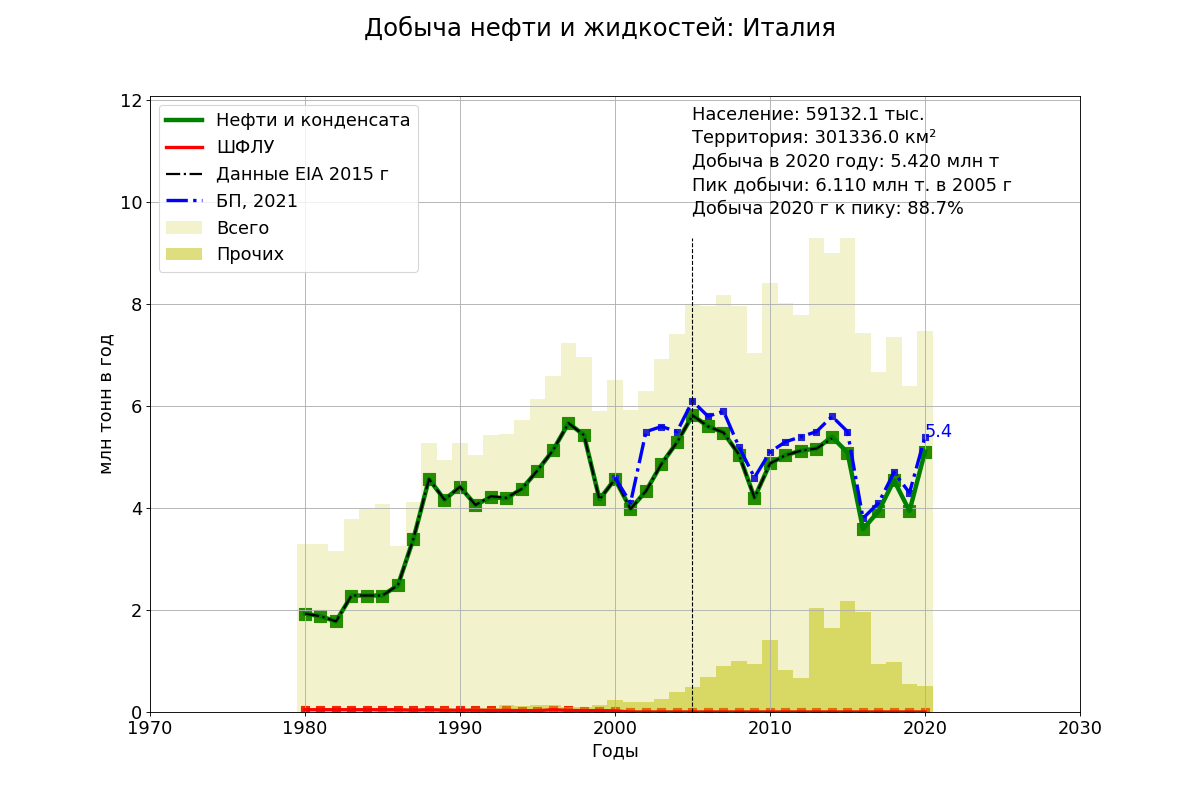 Добыча нефти и жидкостей: Италия
12
10
8
6
4
2
0
млн тонн в год
Нефти и конденсата
ШФЛУ
Данные EIA 2015 г
БП, 2021
Всего
Прочих
Население: 59132.1 тыс.
Территория: 301336.0 км²
Добыча в 2020 году: 5.420 млн т
Пик добычи: 6.110 млн т. в 2005 г
Добыча 2020 г к пику: 88.7%
5.4
1970
1980
1990
2000
2010
2020
2030
Годы